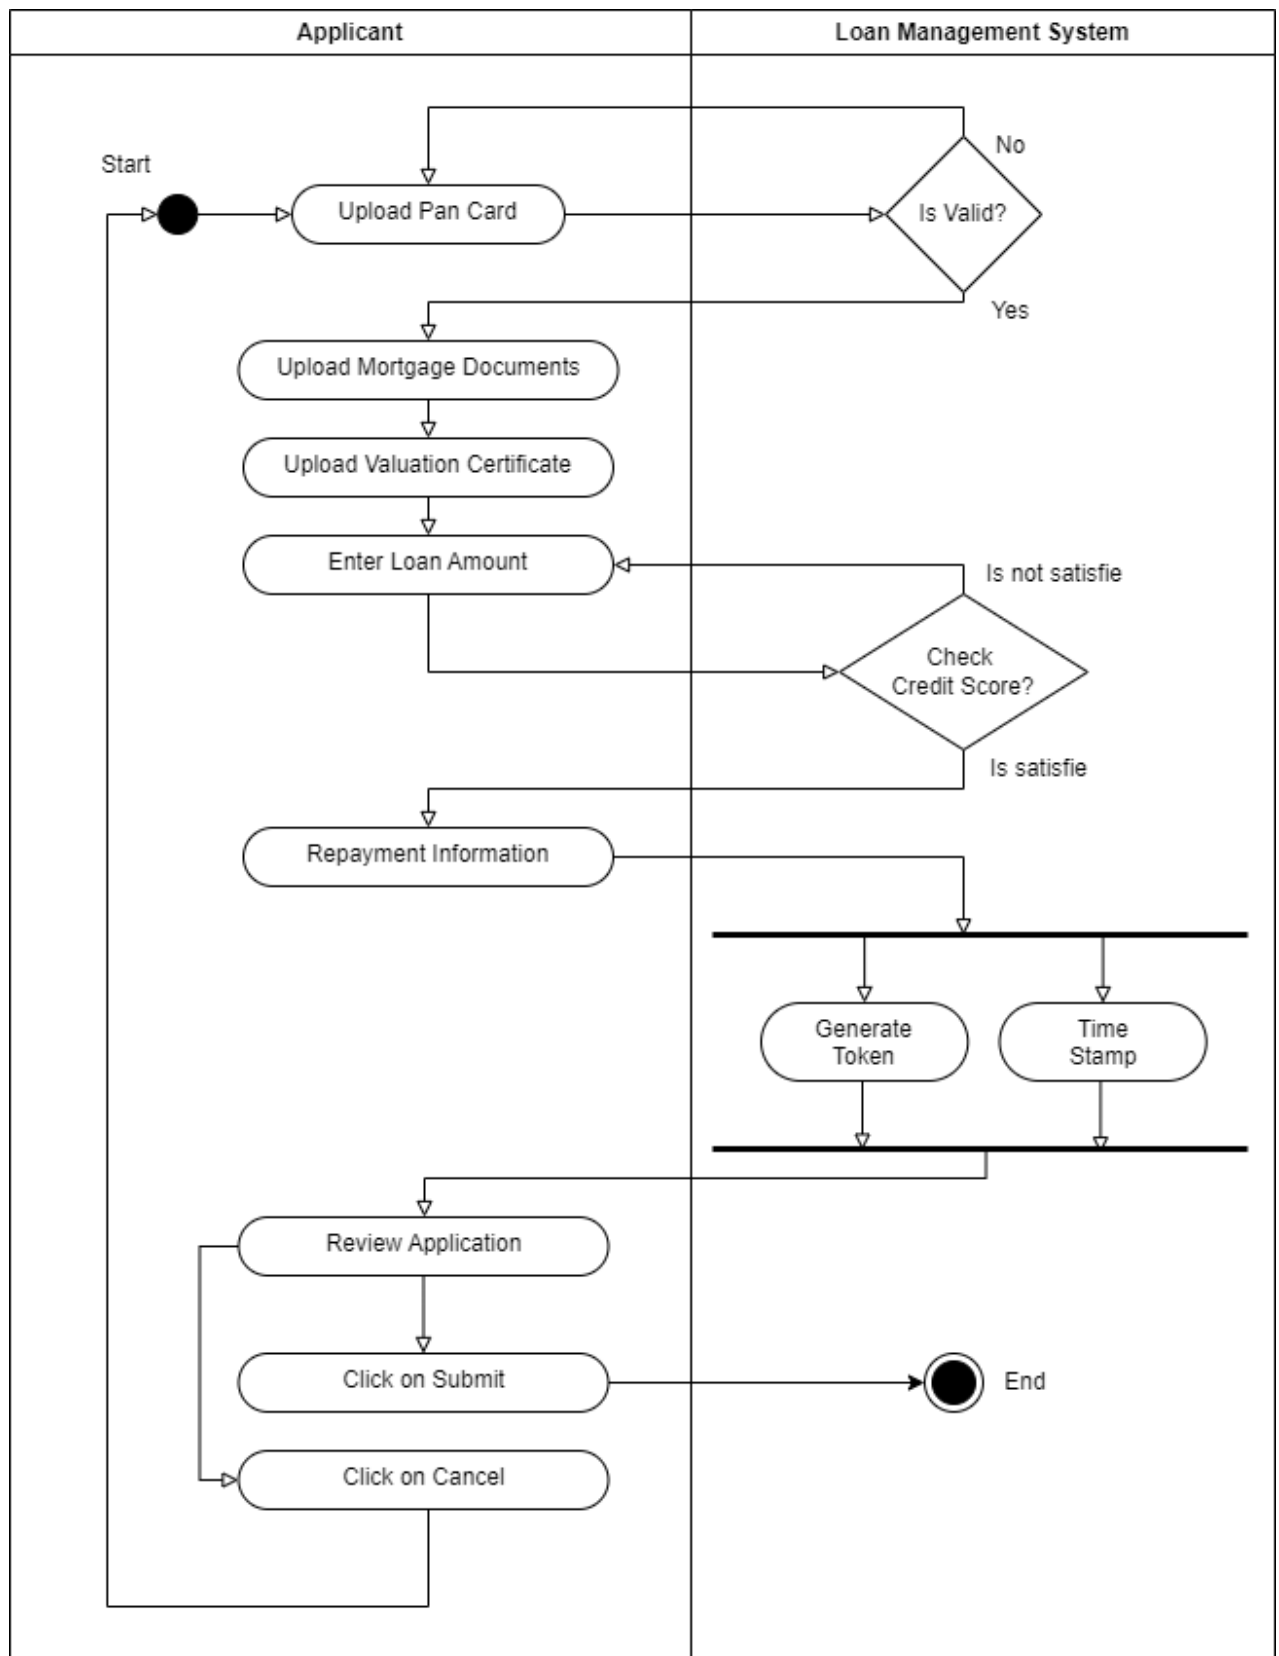 Applicant
Loan Management System
Start
No
Upload Pan Card
Is Valid?
Yes
Upload Mortgage Documents
Upload Valuation Certificate
Enter Loan Amount
Is not satisfie
Check
Credit Score?
Is satisfie
Repayment Information
Generate
Token
Time
Stamp
Review Application
Click on Submit
End
Click on Cancel